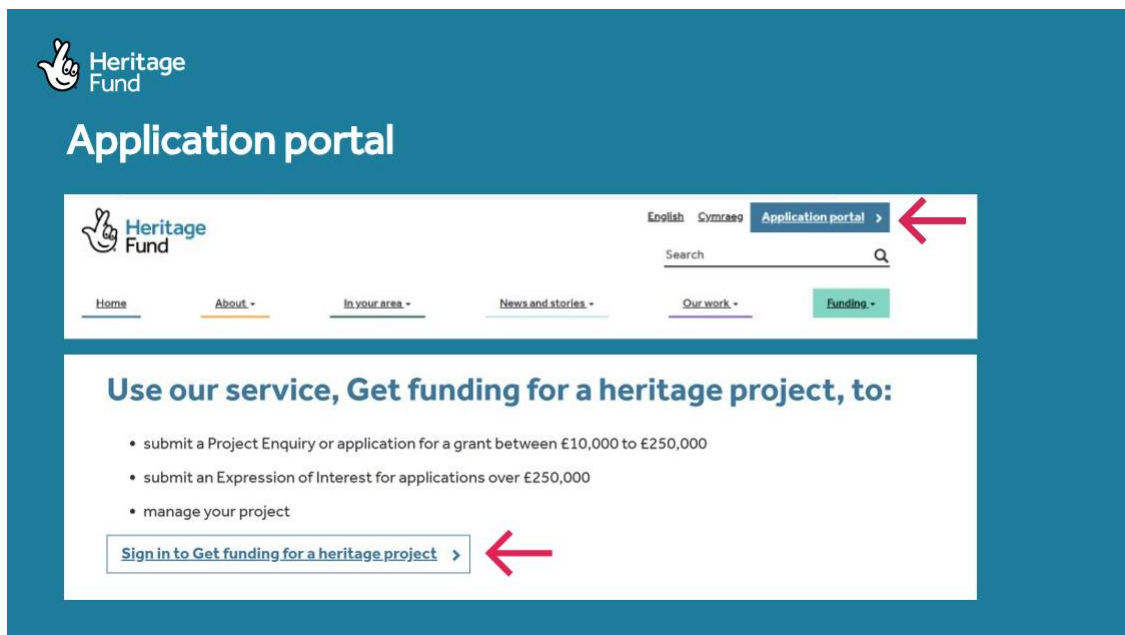 Heritage
Fund
Application portal
Heritage
Fund
English Cymraeg Application portal >
Search
Home About In your area News and stories Our work Funding
Use our service, Get funding for a heritage project, to:
• submit a Project Enquiry or application for a grant between £10,000 to £250,000
• submit an Expression of Interest for applications over £250,000
• manage your project
Sign in to Get funding for a heritage project >